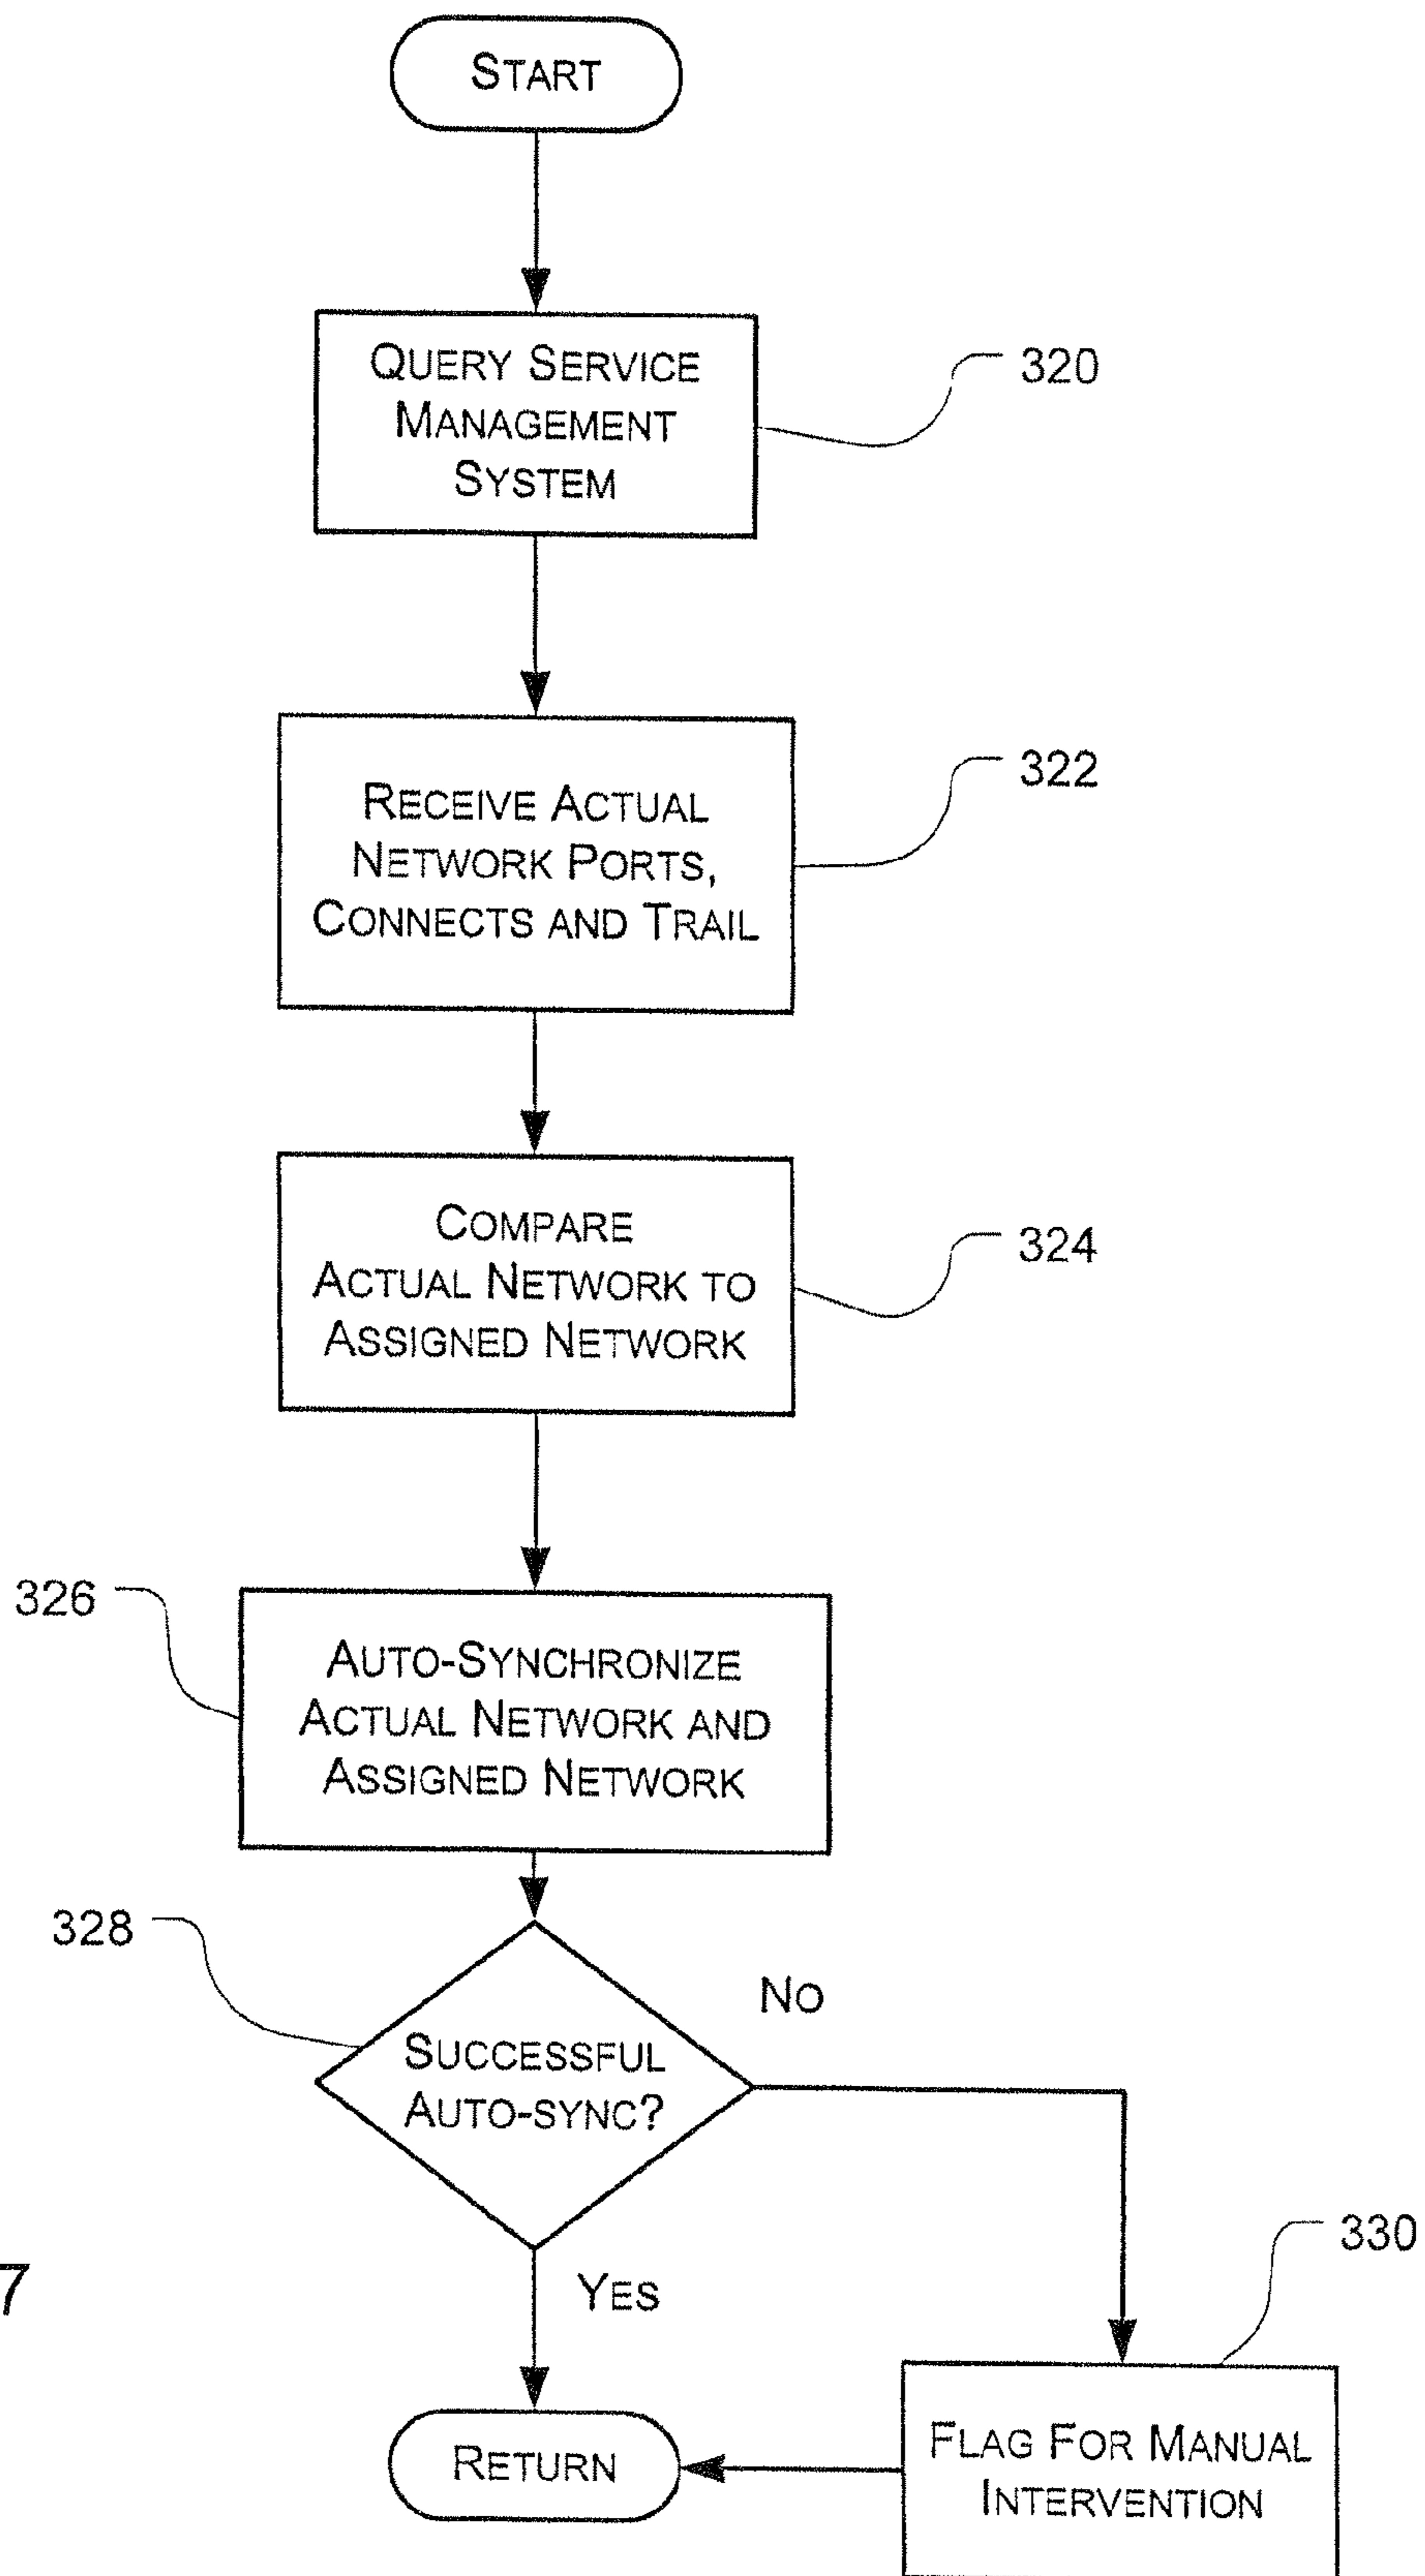 START
QUERY SERVICE
MANAGEMENT
SYSTEM
320
RECEIVE ACTUAL
NETWORK PORTS,
CONNECTS AND TRAIL
322
COMPARE
ACTUAL NETWORK TO
ASSIGNED NETWORK
324
326
AUTO-SYNCHRONIZE
ACTUAL NETWORK AND
ASSIGNED NETWORK
328
SUCCESSFUL
AUTO-SYNC?
NO
YES
7
330
RETURN
FLAG FOR MANUAL
INTERVENTION